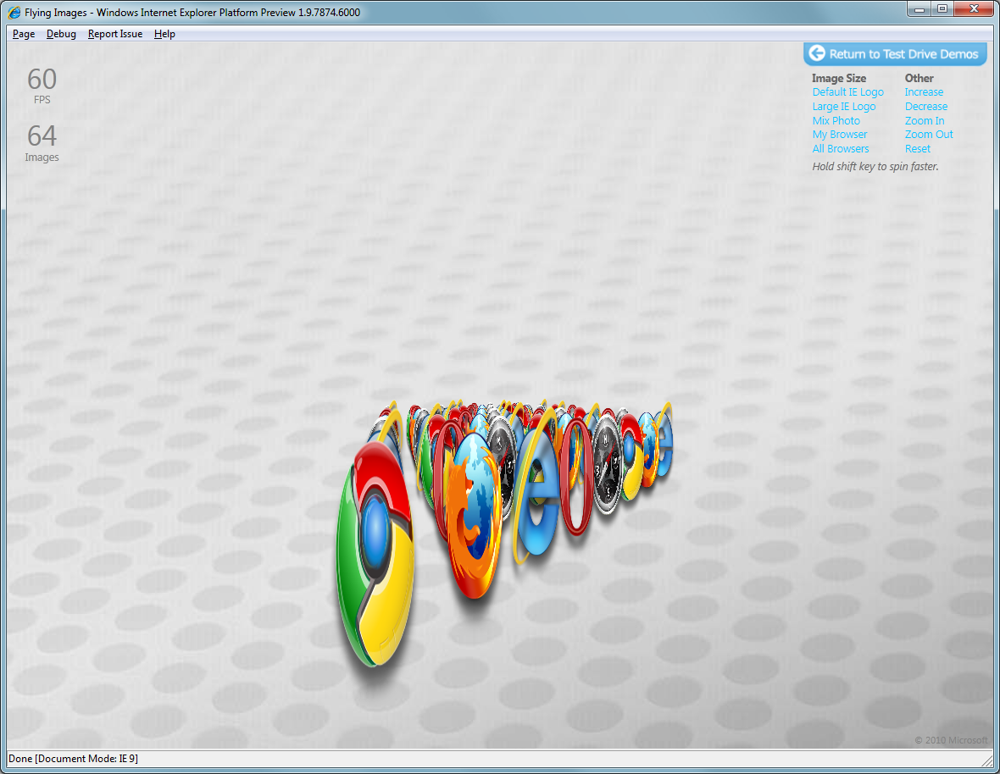 Flying Images - Windows Internet Explorer Platform Preview 1.9.7874.6000
Page Debug Report Issue Help
Return to Test Drive Demos
60
FPS
64
Images
Image Size
Default IE Logo
Large IE Logo
Mix Photo
My Browser
All Browsers
Other
Increase
Decrease
Zoom In
Zoom Out
Reset
Hold shift key to spin faster.
© 2010 Microsoft
Done [Document Mode: IE 9]